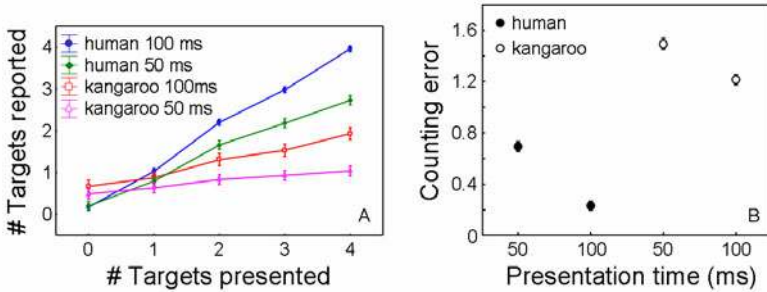 # Targets reported
4
3
2
1
0
human 100 ms
human 50 ms
kangaroo 100ms
kangaroo 50 ms
A
0 1 2 3 4
# Targets presented
Counting error
1.6
1.2
0.8
0.4
human
kangaroo
B
50 100 50 100
Presentation time (ms)